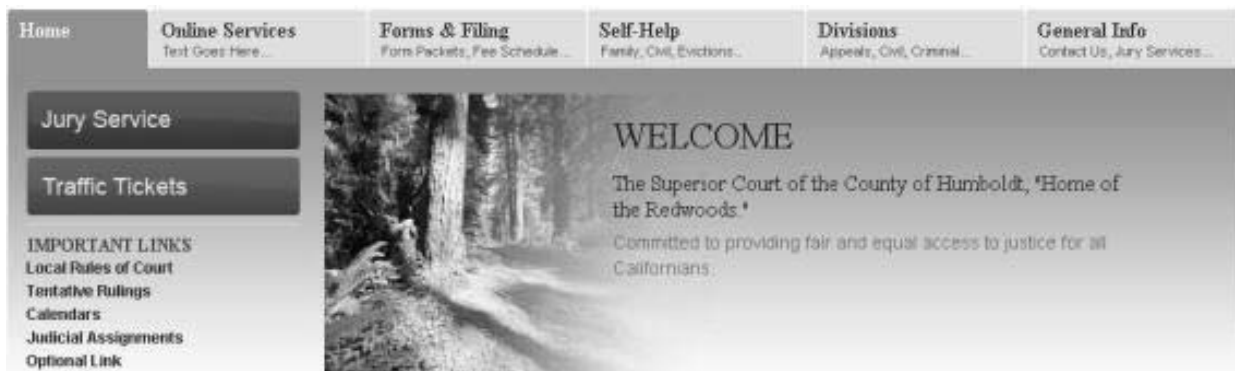 Home
Online Services
Text Goes Here...
Forms & Filing
Form Packets, Fee Schedule...
Self-Help
Family, Civil, Evictions...
Divisions
Appeals, Civil, Criminal...
General Info
Contact Us, Jury Services...
Jury Service
Traffic Tickets
IMPORTANT LINKS
Local Rules of Court
Tentative Rulings
Calendars
Judicial Assignments
Optional Link
WELCOME
The Superior Court of the County of Humboldt, "Home of
the Redwoods."
Committed to providing fair and equal access to justice for all
Californians.